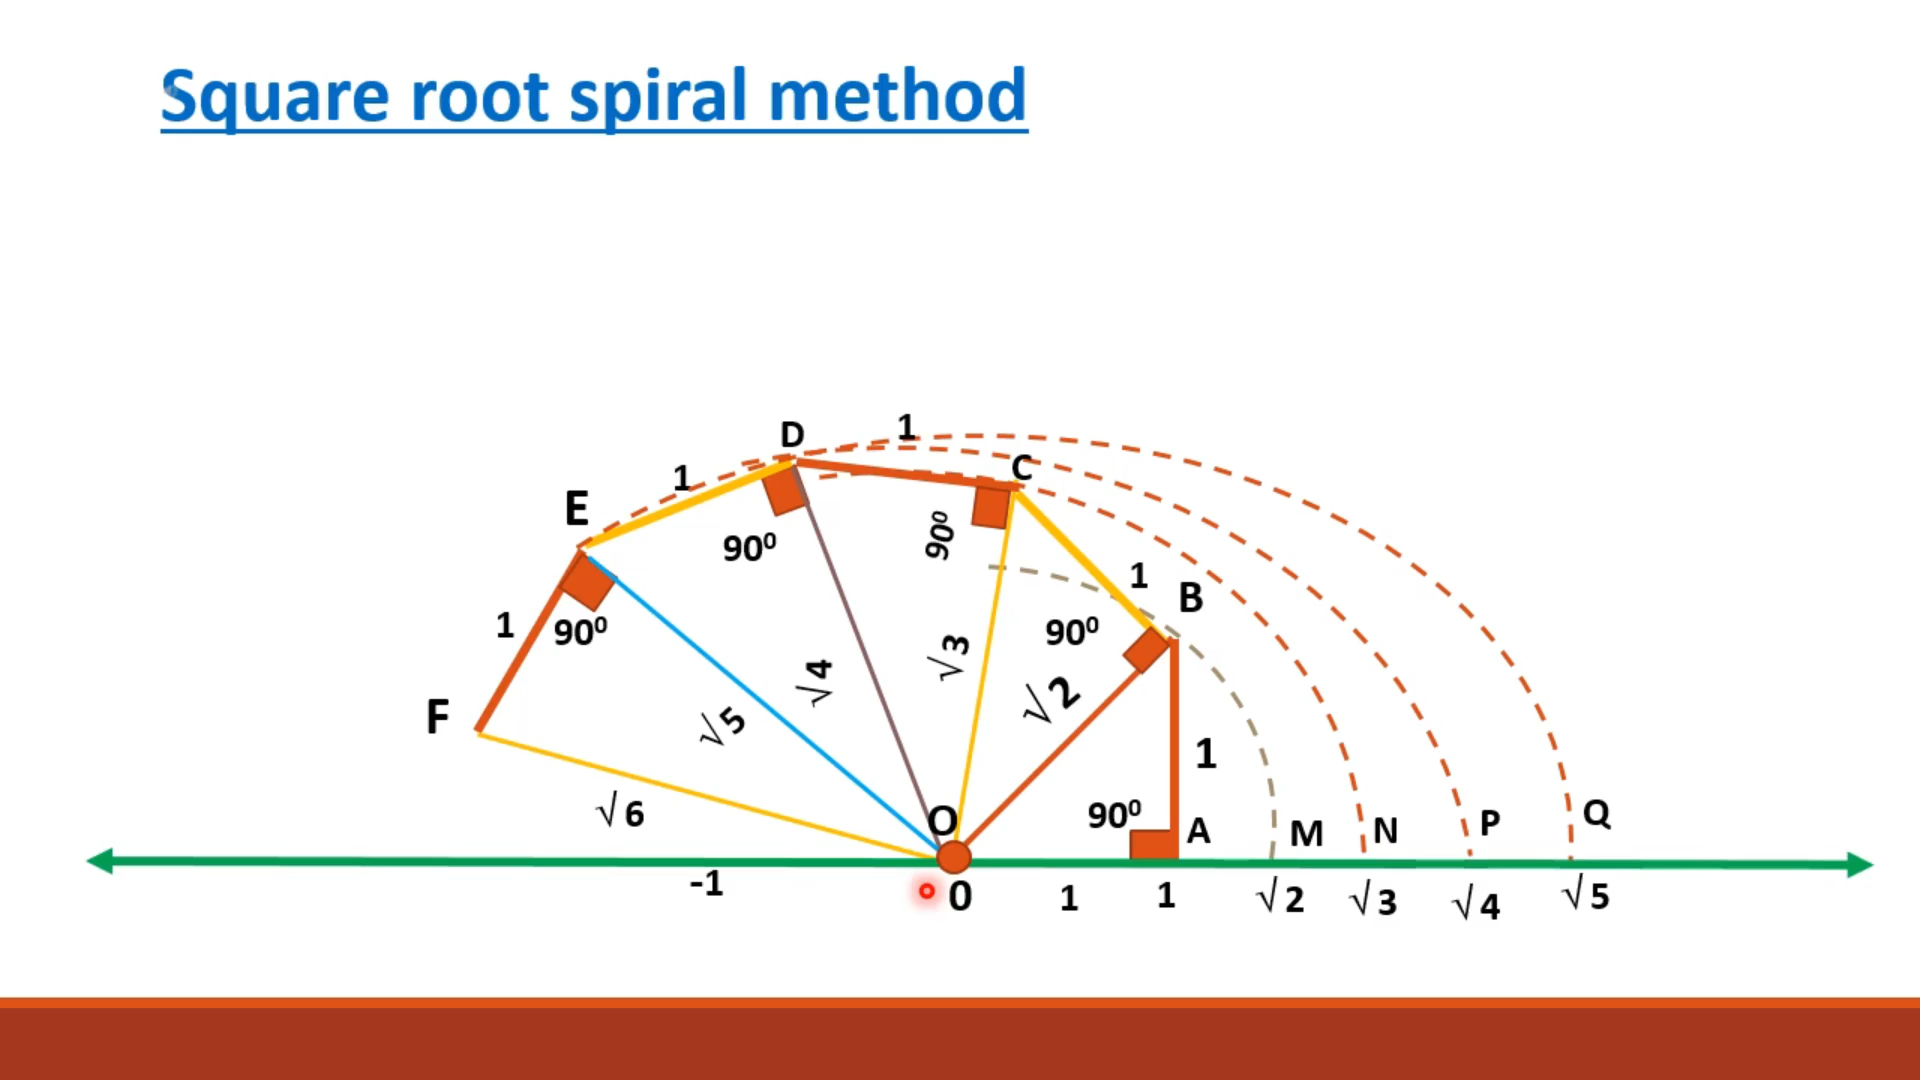 Square root spiral method
D
1
C
1
E
90⁰
90⁰
1
B
1
90⁰
90⁰
√3
√4
√2
F
√5
1
√6
O
90⁰
A
M
N
P
Q
-1
0
1
1
√2
√3
√4
√5